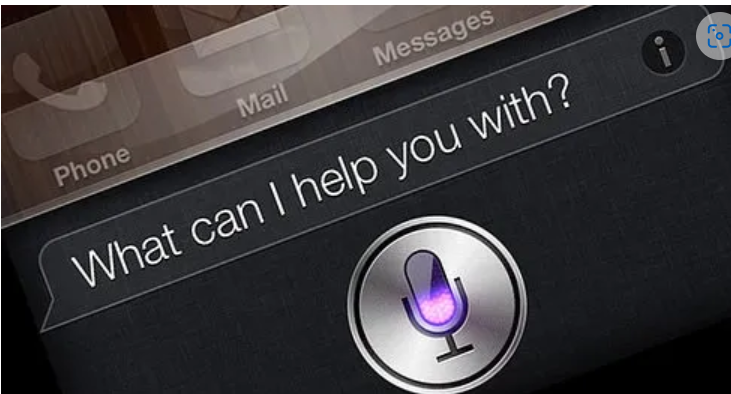 Phone
Mail
Messages
What can I help you with?
i